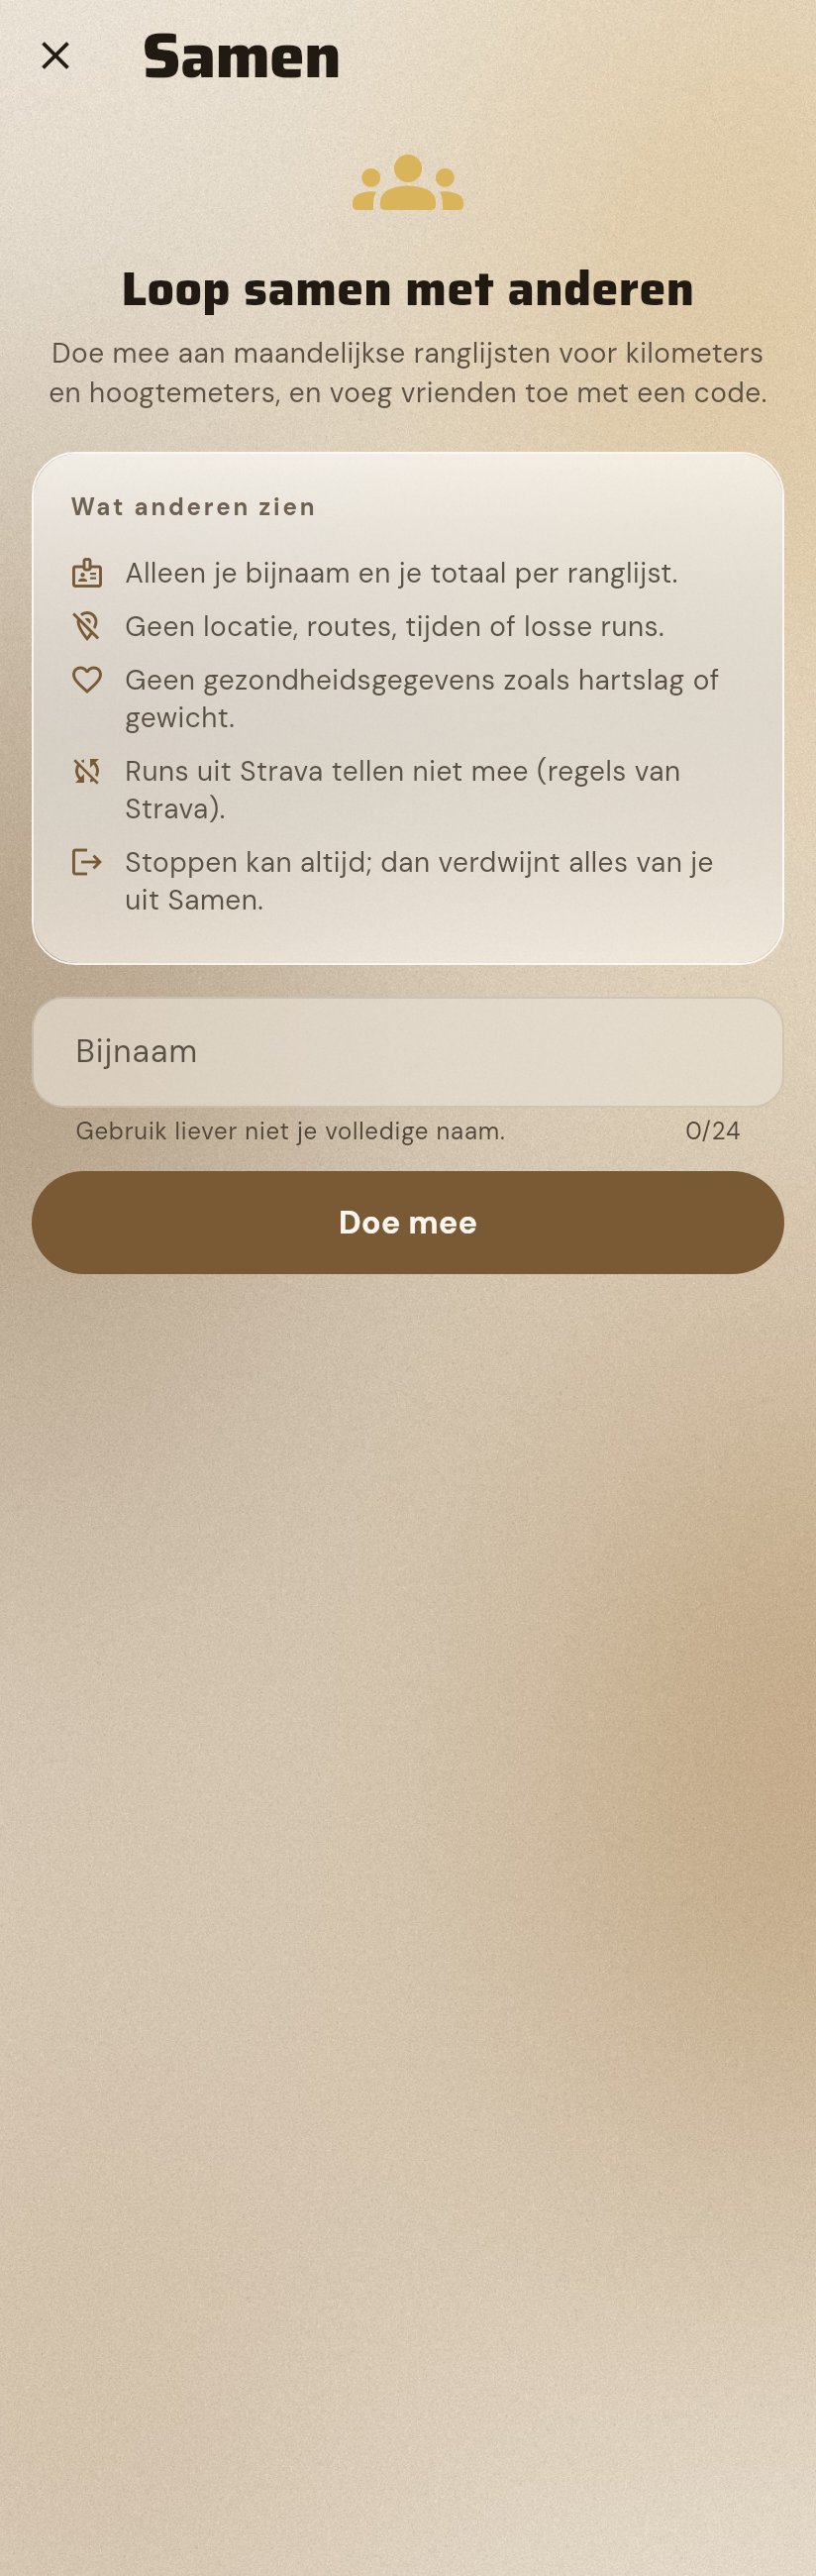 Samen
Loop samen met anderen
Doe mee aan maandelijkse ranglijsten voor kilometers
en hoogtemeters, en voeg vrienden toe met een code.
Wat anderen zien
Alleen je bijnaam en je totaal per ranglijst.
Geen locatie, routes, tijden of losse runs.
Geen gezondheidsgegevens zoals hartslag of
gewicht.
Runs uit Strava tellen niet mee (regels van
Strava).
Stoppen kan altijd; dan verdwijnt alles van je
uit Samen.
Bijnaam
Gebruik liever niet je volledige naam. 0/24
Doe mee